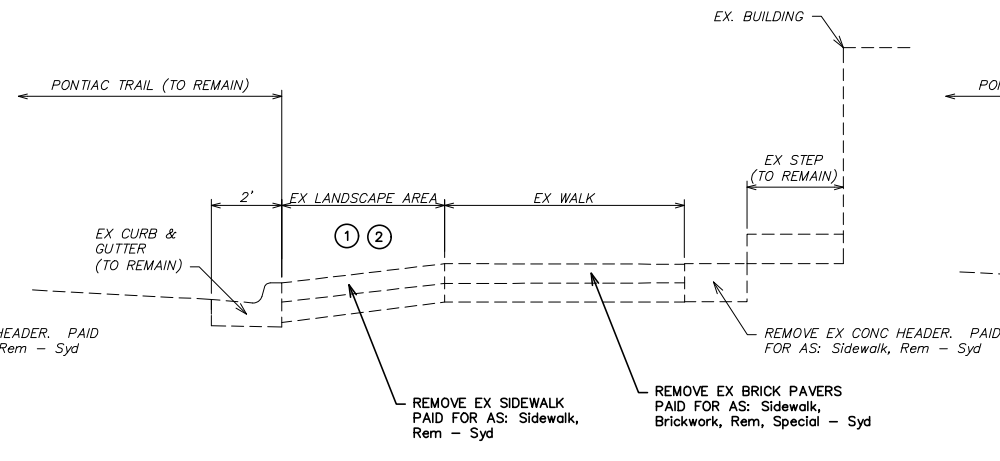 EX. BUILDING
PONTIAC TRAIL (TO REMAIN)
PON
EX STEP
(TO REMAIN)
2'
EX LANDSCAPE AREA
EX WALK
1 2
EX CURB &
GUTTER
(TO REMAIN)
HEADER. PAID
Rem - Syd
REMOVE EX CONC HEADER. PAID
FOR AS: Sidewalk, Rem - Syd
REMOVE EX SIDEWALK
PAID FOR AS: Sidewalk,
Rem - Syd
REMOVE EX BRICK PAVERS
PAID FOR AS: Sidewalk,
Brickwork, Rem, Special - Syd